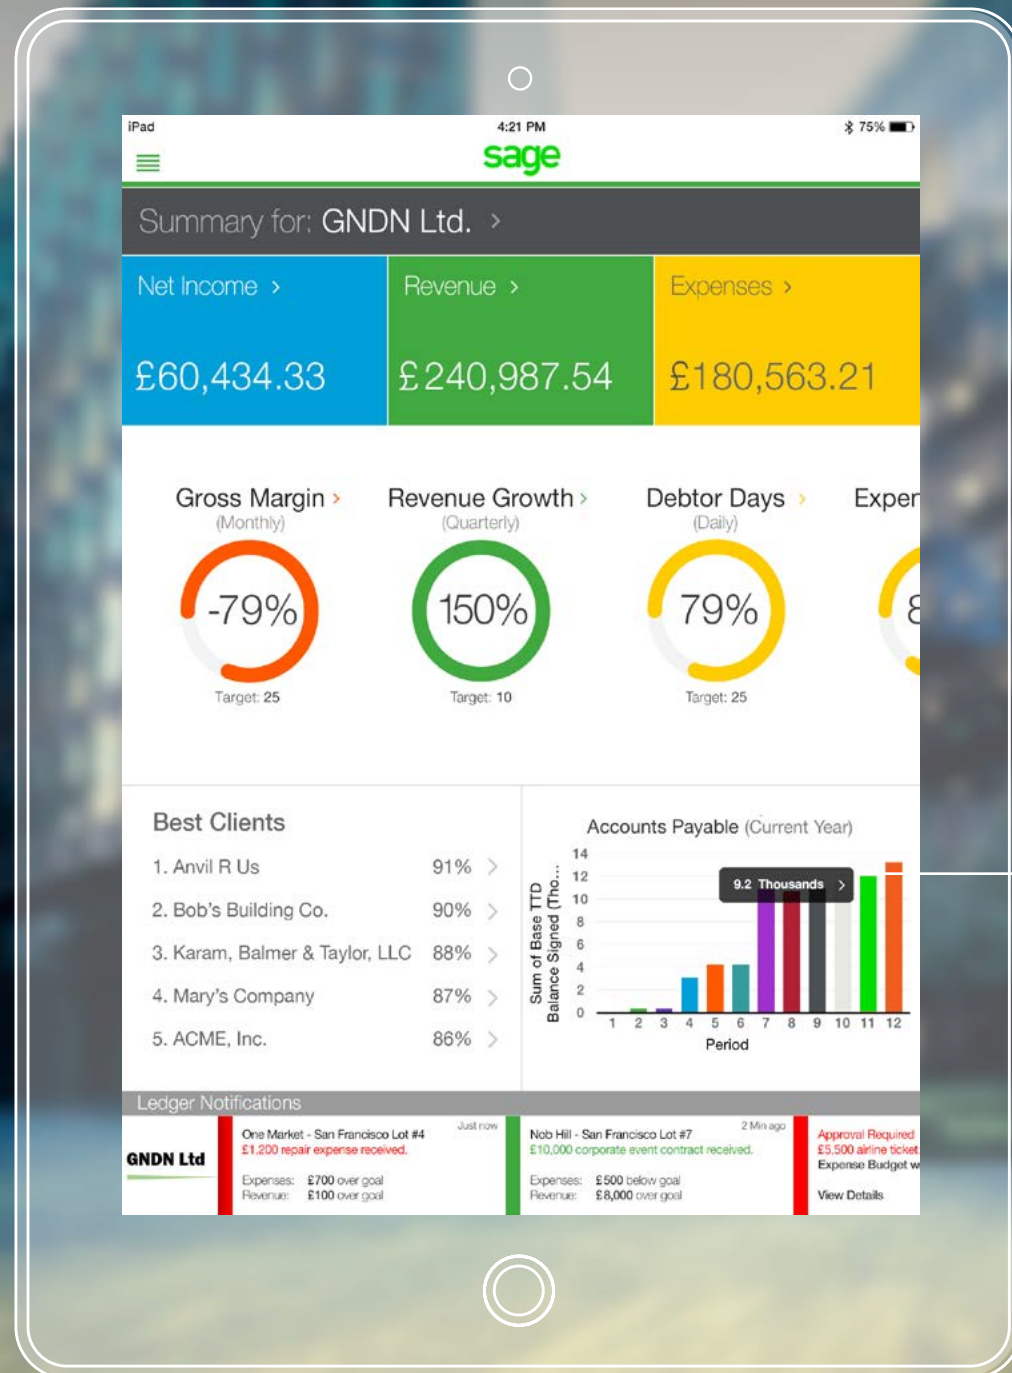 iPad
4:21 PM
75%
sage
Summary for: GNDN Ltd. >
Net Income >
Revenue >
Expenses >
£60,434.33
£240,987.54
£180,563.21
Gross Margin >
(Monthly)
-79%
Target: 25
Revenue Growth >
(Quarterly)
150%
Target: 10
Debtor Days >
(Daily)
79%
Target: 25
Exper
8
Best Clients
1. Anvil R Us 91% >
2. Bob's Building Co. 90% >
3. Karam, Balmer & Taylor, LLC 88% >
4. Mary's Company 87% >
5. ACME, Inc. 86% >
Accounts Payable (Current Year)
Sum of Base TTD
Balance Signed (Tho...
14
12
10
8
6
4
2
0
9.2 Thousands >
1 2 3 4 5 6 7 8 9 10 11 12
Period
Ledger Notifications
GNDN Ltd
One Market - San Francisco Lot #4
Just now
£1,200 repair expense received.
Expenses: £700 over goal
Revenue: £100 over goal
Nob Hill - San Francisco Lot #7
2 Min ago
£10,000 corporate event contract received.
Expenses: £500 below goal
Revenue: £8,000 over goal
Approval Required
£5,500 airline ticket
Expense Budget w
View Details